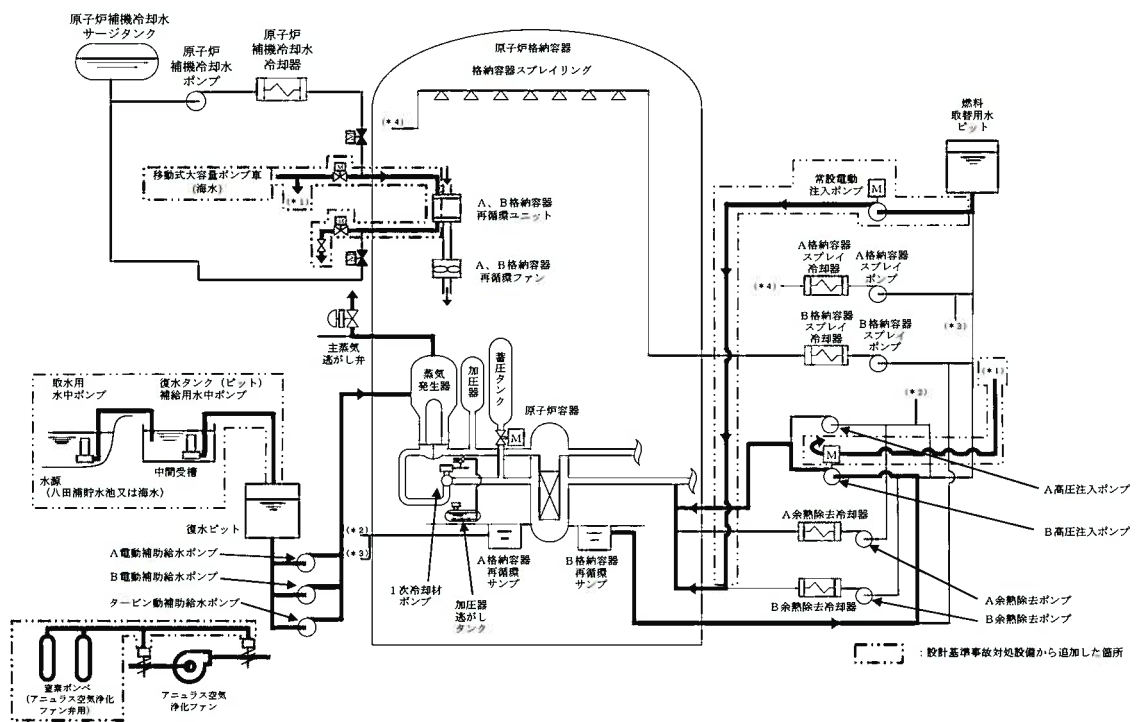 原子炉補機冷却水
サージタンク
原子炉
補機冷却水
ポンプ
原子炉
補機冷却水
冷却器
原子炉格納容器
格納容器スプレイリング
(*4)
移動式大容量ポンプ車
(海水)
(*1)
M
M
A、B格納容器
再循環ユニット
A、B格納容器
再循環ファン
燃料
取替用水
ピット
常設電動
注入ポンプ
M
A格納容器
スプレイ
冷却器
A格納容器
スプレイ
ポンプ
(*4)
(*3)
B格納容器
スプレイ
冷却器
B格納容器
スプレイ
ポンプ
(*1)
(*2)
M
主蒸気
逃がし弁
蒸気
発生器
加圧器
蓄圧タンク
M
原子炉容器
取水用
水中ポンプ
復水タンク(ピット)
補給用水中ポンプ
中間受槽
水源
(八田浦貯水池又は海水)
復水ピット
(*2)
(*3)
A電動補助給水ポンプ
B電動補助給水ポンプ
タービン動補助給水ポンプ
1次冷却材
ポンプ
加圧器
逃がし
タンク
A格納容器
再循環
サンプ
B格納容器
再循環
サンプ
A高圧注入ポンプ
B高圧注入ポンプ
A余熱除去冷却器
B余熱除去冷却器
A余熱除去ポンプ
B余熱除去ポンプ
窒素ボンベ
(アニュラス空気浄化
ファン弁用)
アニュラス空気
浄化ファン
:設計基準事故対処設備から追加した箇所